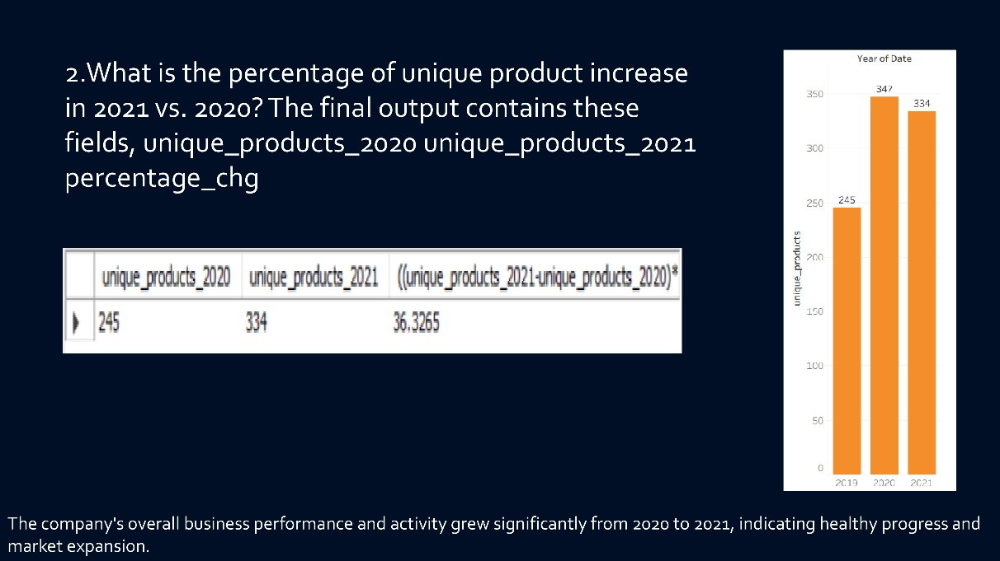 2.What is the percentage of unique product increase
in 2021 vs. 2020? The final output contains these
fields, unique_products_2020 unique_products_2021
percentage_chg
unique_products_2020 unique_products_2021 ((unique_products_2021-unique_products_2020)*
245 334 36.3265
Year of Date
unique_products
350
300
250
200
150
100
50
0
245
347
334
2019 2020 2021
The company's overall business performance and activity grew significantly from 2020 to 2021, indicating healthy progress and
market expansion.